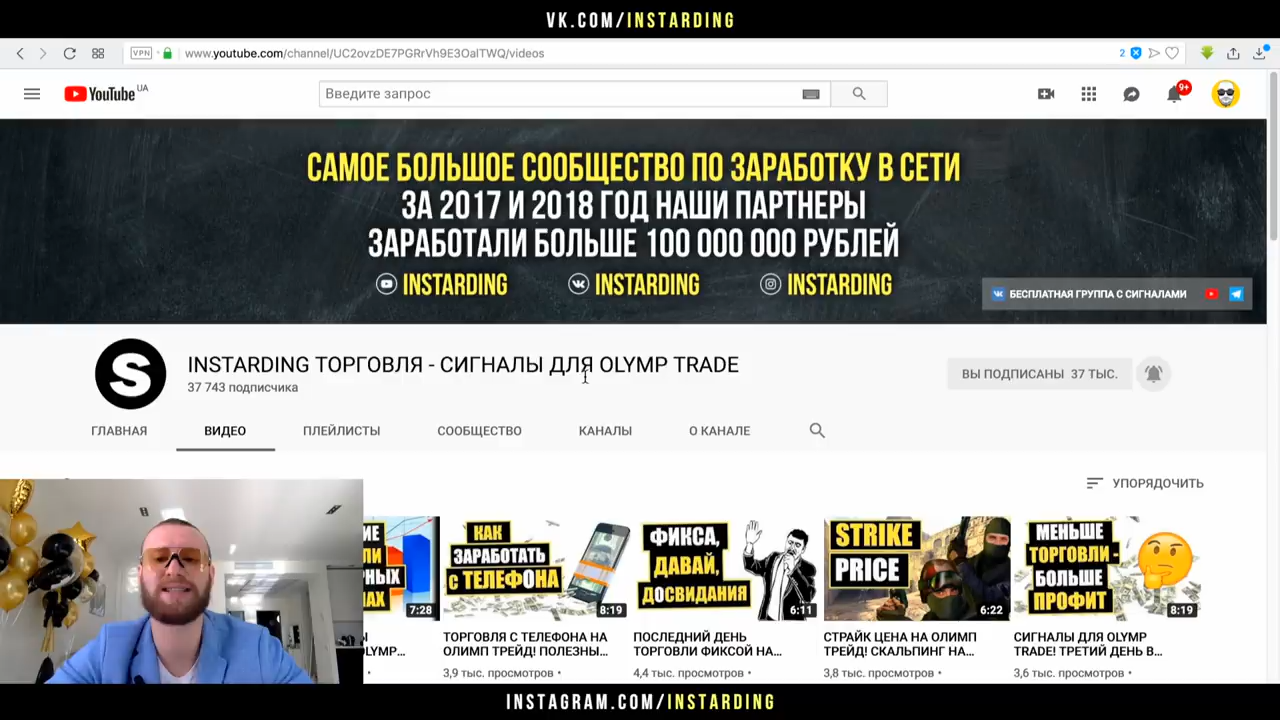 VK.COM/INSTARDING
VPN
www.youtube.com/channel/UC2ovzDE7PGRrVh9E3OalTWQ/videos
2
YouTube UA
Введите запрос
9+
САМОЕ БОЛЬШОЕ СООБЩЕСТВО ПО ЗАРАБОТКУ В СЕТИ
ЗА 2017 И 2018 ГОД НАШИ ПАРТНЕРЫ
ЗАРАБОТАЛИ БОЛЬШЕ 100 000 000 РУБЛЕЙ
INSTARDING INSTARDING INSTARDING
БЕСПЛАТНАЯ ГРУППА С СИГНАЛАМИ
S
INSTARDING ТОРГОВЛЯ - СИГНАЛЫ ДЛЯ OLYMP TRADE
37 743 подписчика
ВЫ ПОДПИСАНЫ 37 ТЫС.
ГЛАВНАЯ ВИДЕО ПЛЕЙЛИСТЫ СООБЩЕСТВО КАНАЛЫ О КАНАЛЕ
УПОРЯДОЧИТЬ
7:28
КАК
ЗАРАБОТАТЬ
С ТЕЛЕФОНА
8:19
ФИКСА,
ДАВАЙ,
ДОСВИДАНИЯ
6:11
STRIKE
PRICE
6:22
МЕНЬШЕ
ТОРГОВЛИ -
БОЛЬШЕ
ПРОФИТ
8:19
OLYMP...
ТОРГОВЛЯ С ТЕЛЕФОНА НА
ОЛИМП ТРЕЙД! ПОЛЕЗНЫ...
3,9 тыс. просмотров •
ПОСЛЕДНИЙ ДЕНЬ
ТОРГОВЛИ ФИКСОЙ НА...
4,4 тыс. просмотров •
СТРАЙК ЦЕНА НА ОЛИМП
ТРЕЙД! СКАЛЬПИНГ НА...
3,8 тыс. просмотров •
СИГНАЛЫ ДЛЯ OLYMP
TRADE! ТРЕТИЙ ДЕНЬ В...
3,6 тыс. просмотров •
INSTAGRAM.COM/INSTARDING